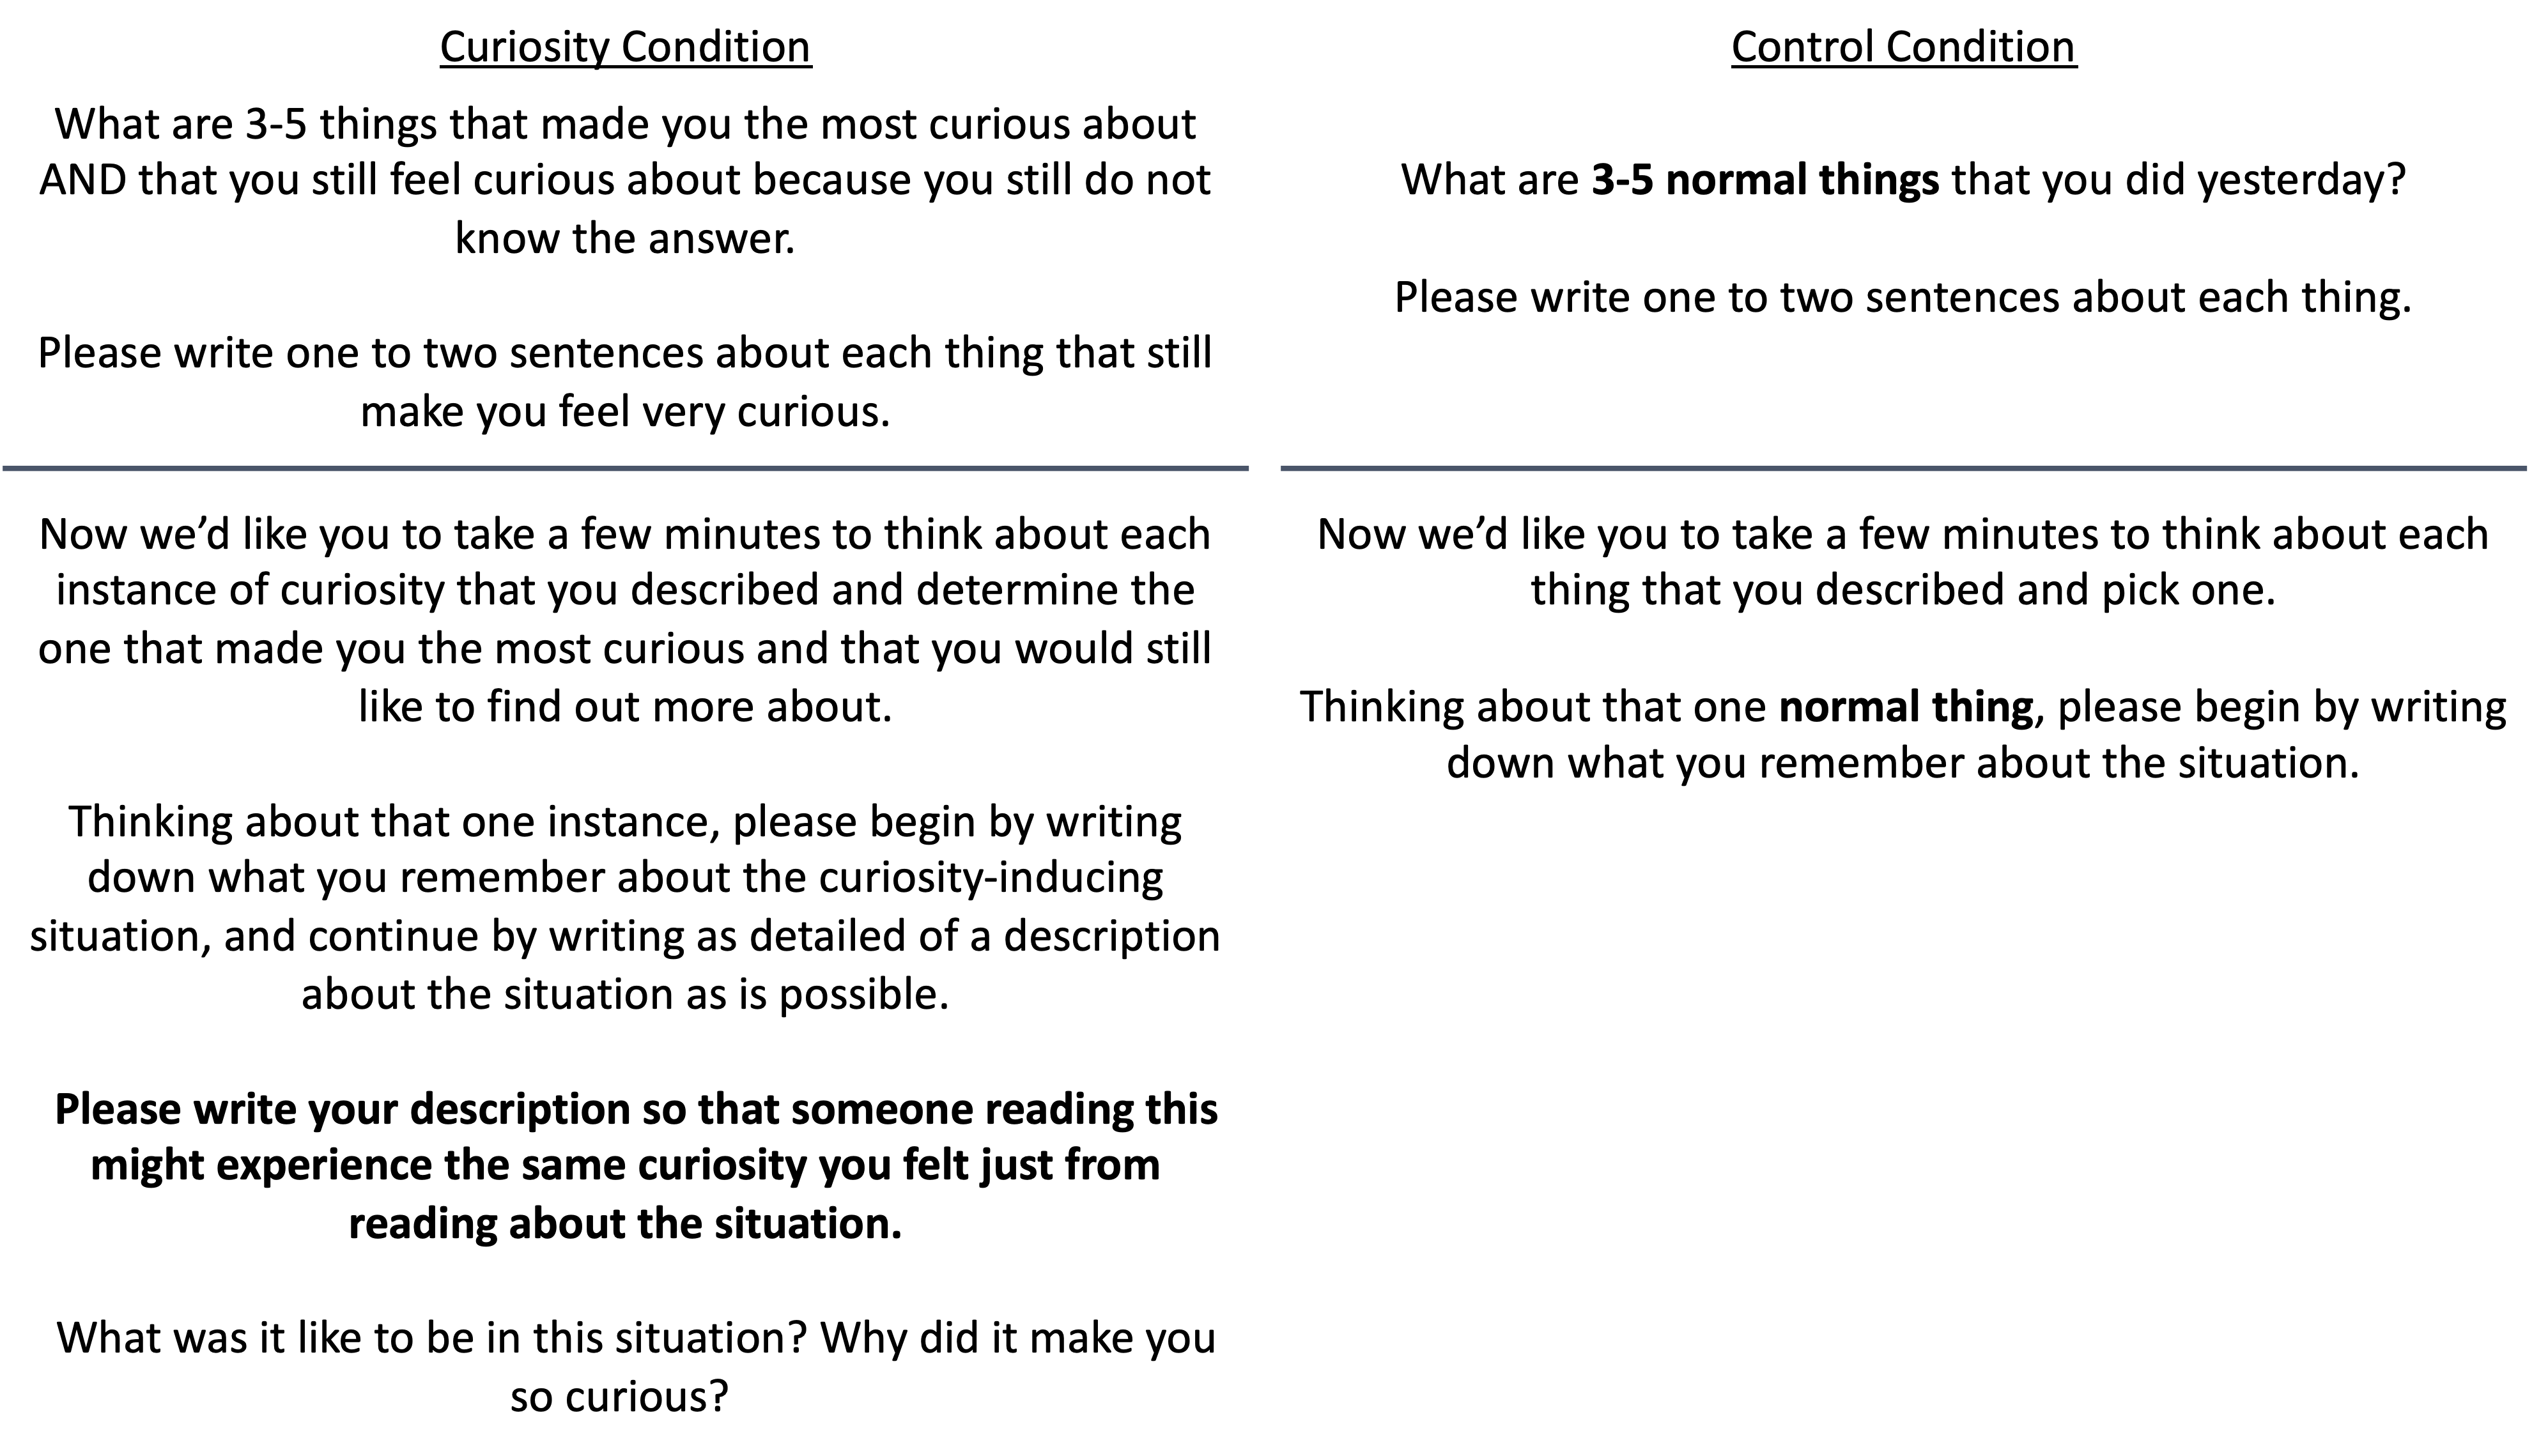 Curiosity Condition
What are 3-5 things that made you the most curious about
AND that you still feel curious about because you still do not
know the answer.
Please write one to two sentences about each thing that still
make you feel very curious.
Now we’d like you to take a few minutes to think about each
instance of curiosity that you described and determine the
one that made you the most curious and that you would still
like to find out more about.
Thinking about that one instance, please begin by writing
down what you remember about the curiosity-inducing
situation, and continue by writing as detailed of a description
about the situation as is possible.
Please write your description so that someone reading this
might experience the same curiosity you felt just from
reading about the situation.
What was it like to be in this situation? Why did it make you
so curious?
Control Condition
What are 3-5 normal things that you did yesterday?
Please write one to two sentences about each thing.
Now we’d like you to take a few minutes to think about each
thing that you described and pick one.
Thinking about that one normal thing, please begin by writing
down what you remember about the situation.